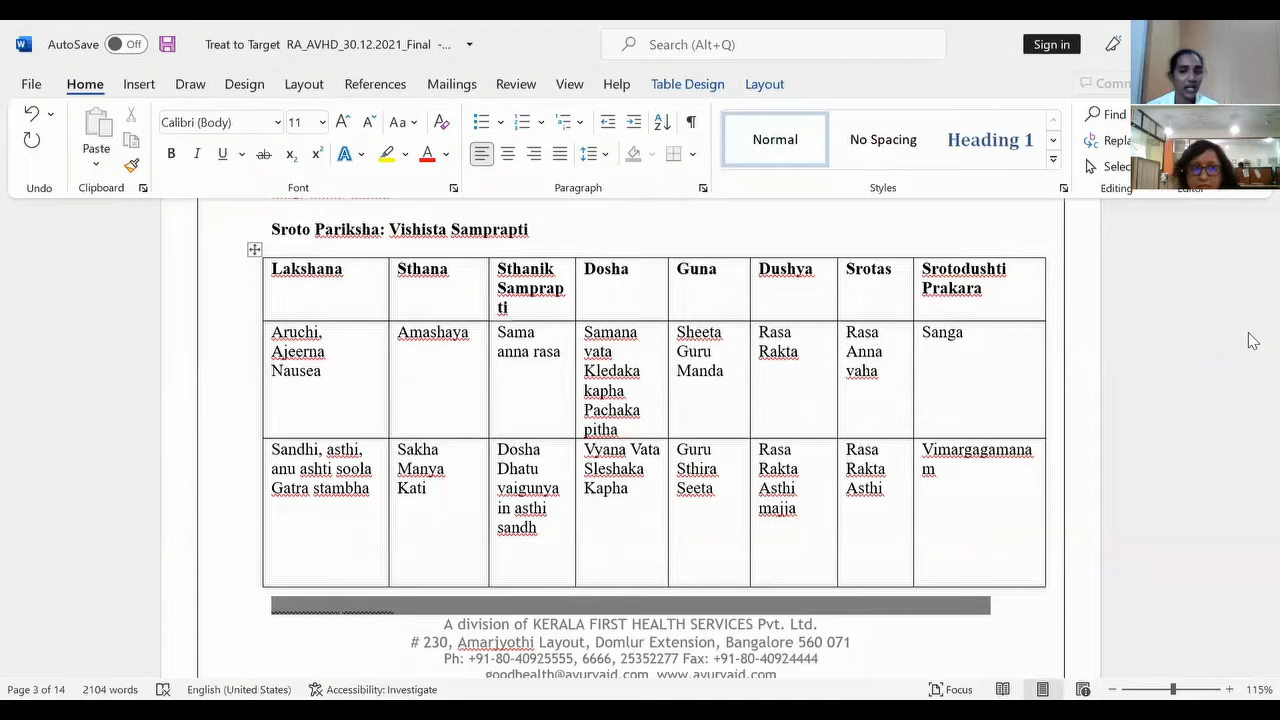 AutoSave Off Treat to Target RA_AVHD_30.12.2021_Final -... Search (Alt+Q) Sign in
File Home Insert Draw Design Layout References Mailings Review View Help Table Design Layout Comm
Calibri (Body) 11 Aa
Paste
Normal No Spacing Heading 1
Find
Repla
Selec
Undo Clipboard Font Paragraph Styles Editing
Sroto Pariksha: Vishista Samprapti
Lakshana Sthana Sthanik Dosha Guna Dushya Srotas Srotodushti
Samprap Prakara
ti
Aruchi, Amashaya Sama Samana Sheeta Rasa Rasa Sanga
Ajeerna anna rasa vata Guru Rakta Anna
Nausea Kledaka Manda vaha
kapha
Pachaka
pitha
Sandhi, asthi, Sakha Dosha Vyana Vata Guru Rasa Rasa Vimargagamana
anu ashti soola Manya Dhatu Sleshaka Sthira Rakta Rakta m
Gatra stambha Kati vaigunya Kapha Seeta Asthi Asthi
in asthi majja
sandh
A division of KERALA FIRST HEALTH SERVICES Pvt. Ltd.
# 230, Amarjyothi Layout, Domlur Extension, Bangalore 560 071
Ph: +91-80-40925555, 6666, 25352277 Fax: +91-80-40924444
goodhealth@ayurvaid.com www.ayurvaid.com
Page 3 of 14 2104 words English (United States) Accessibility: Investigate Focus 115%